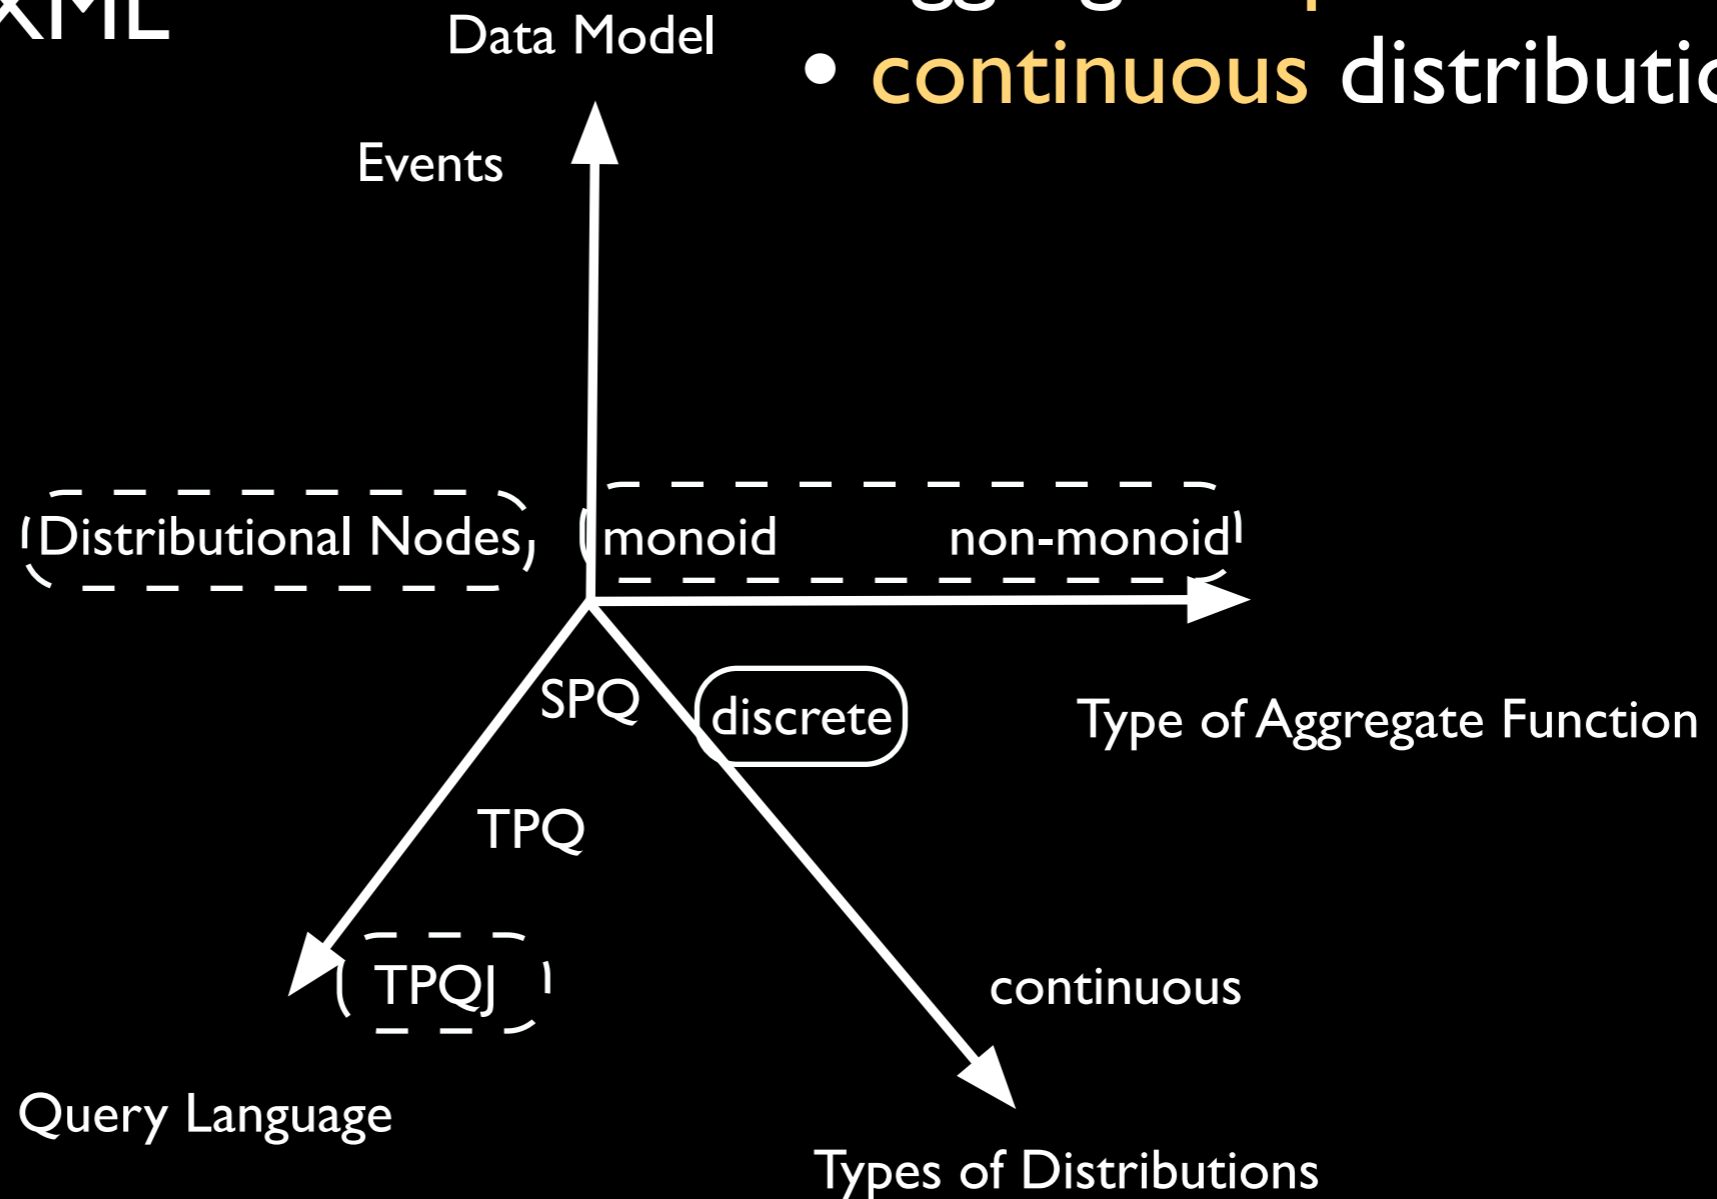 XML
Data Model
• continuous
Events
Distributional Nodes
monoid non-monoid
SPQ
discrete
Type of Aggregate Function
TPQ
TPQJ
continuous
Query Language
Types of Distributions